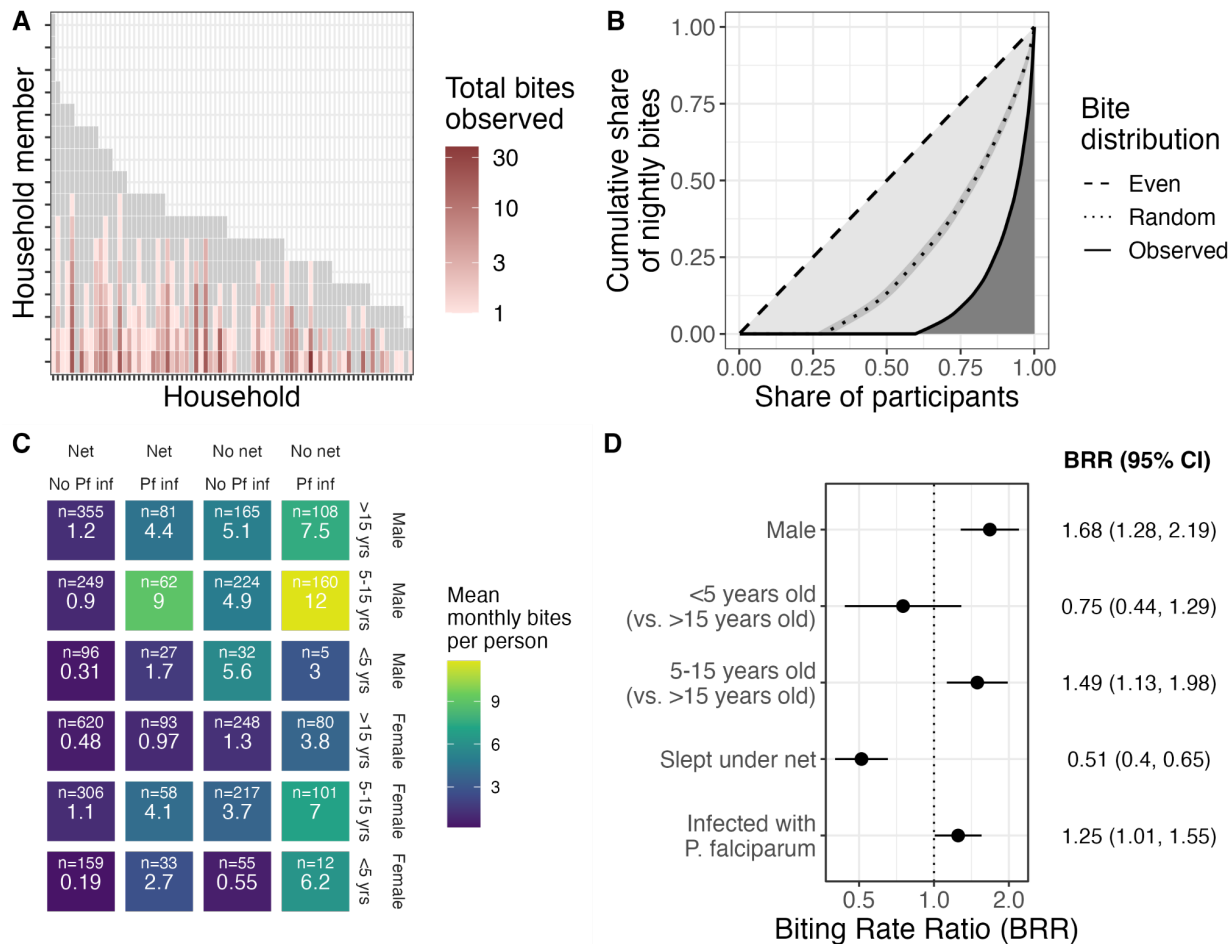 A
Household member
Household
Total bites
observed
30
10
3
1
B
Cumulative share
of nightly bites
1.00
0.75
0.50
0.25
0.00
0.00 0.25 0.50 0.75 1.00
Share of participants
Bite
distribution
Even
Random
Observed
C
Net Net No net No net
No Pf inf Pf inf No Pf inf Pf inf
n=355 n=81 n=165 n=108
1.2 4.4 5.1 7.5
>15 yrs Male
n=249 n=62 n=224 n=160
0.9 9 4.9 12
5-15 yrs Male
n=96 n=27 n=32 n=5
0.31 1.7 5.6 3
<5 yrs Male
n=620 n=93 n=248 n=80
0.48 0.97 1.3 3.8
>15 yrs Female
n=306 n=58 n=217 n=101
1.1 4.1 3.7 7
5-15 yrs Female
n=159 n=33 n=55 n=12
0.19 2.7 0.55 6.2
<5 yrs Female
Mean
monthly bites
per person
9
6
3
D
BRR (95% CI)
Male
1.68 (1.28, 2.19)
<5 years old
(vs. >15 years old)
0.75 (0.44, 1.29)
5-15 years old
(vs. >15 years old)
1.49 (1.13, 1.98)
Slept under net
0.51 (0.4, 0.65)
Infected with
P. falciparum
1.25 (1.01, 1.55)
0.5 1.0 2.0
Biting Rate Ratio (BRR)